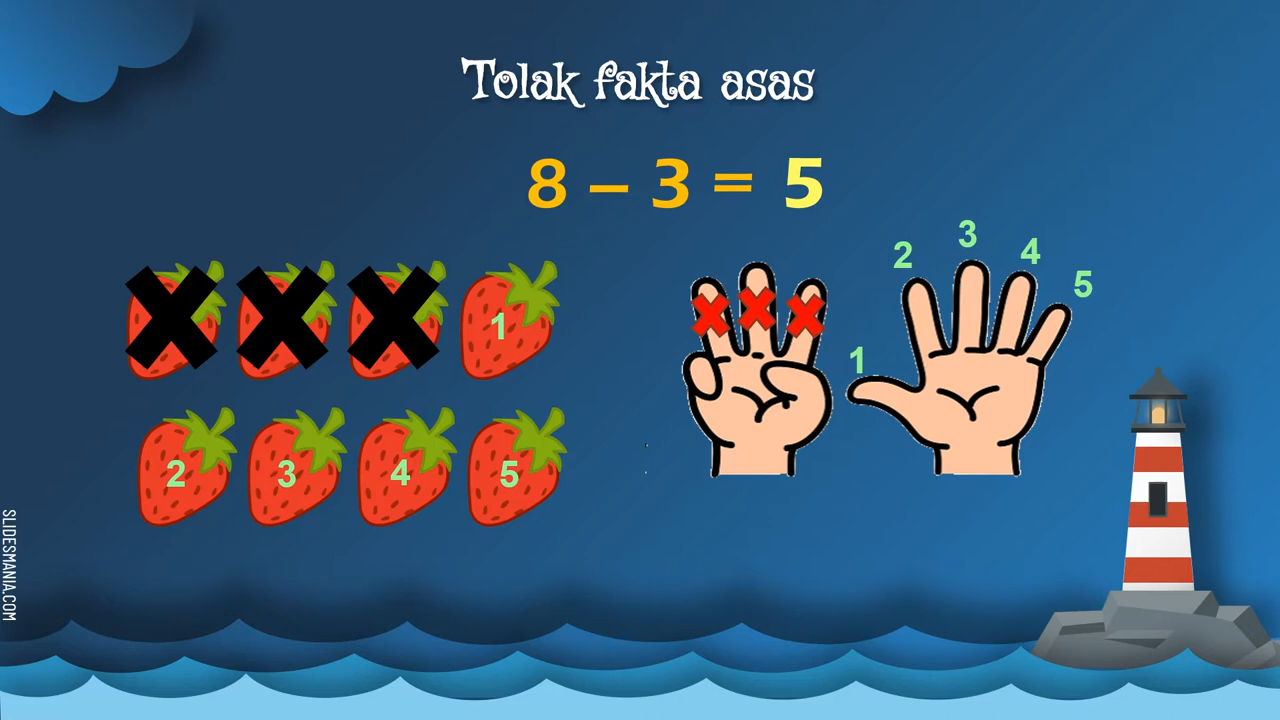 Tolak fakta asas
8 – 3 = 5
1
2 3 4 5
1 2 3 4 5
SLIDESMANIA.COM